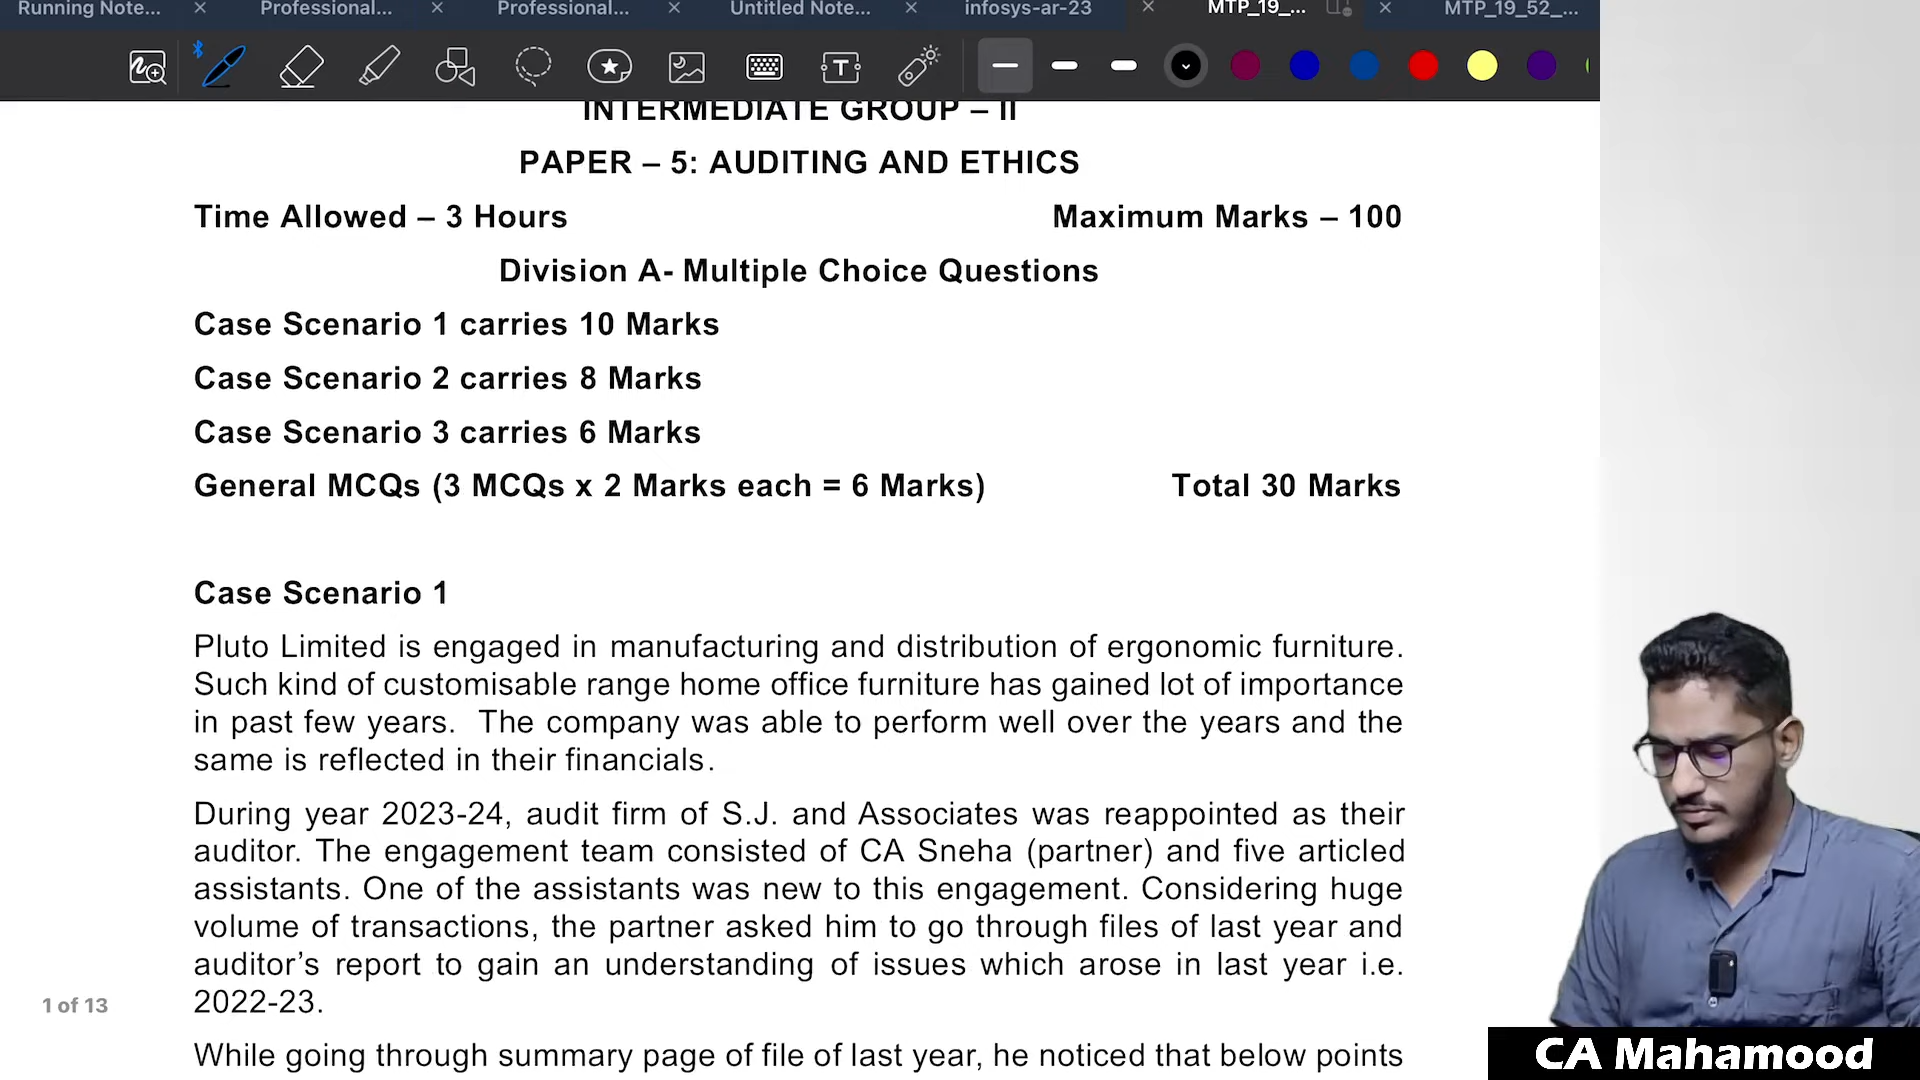 Running Note... Professional... Professional... Untitled Note... infosys-ar-23 MTP_19_... MTP_19_52_...
INTERMEDIATE GROUP – II
PAPER – 5: AUDITING AND ETHICS
Time Allowed – 3 Hours Maximum Marks – 100
Division A- Multiple Choice Questions
Case Scenario 1 carries 10 Marks
Case Scenario 2 carries 8 Marks
Case Scenario 3 carries 6 Marks
General MCQs (3 MCQs x 2 Marks each = 6 Marks) Total 30 Marks
Case Scenario 1
Pluto Limited is engaged in manufacturing and distribution of ergonomic furniture.
Such kind of customisable range home office furniture has gained lot of importance
in past few years. The company was able to perform well over the years and the
same is reflected in their financials.
During year 2023-24, audit firm of S.J. and Associates was reappointed as their
auditor. The engagement team consisted of CA Sneha (partner) and five articled
assistants. One of the assistants was new to this engagement. Considering huge
volume of transactions, the partner asked him to go through files of last year and
auditor’s report to gain an understanding of issues which arose in last year i.e.
2022-23.
1 of 13
While going through summary page of file of last year, he noticed that below points
CA Mahamood